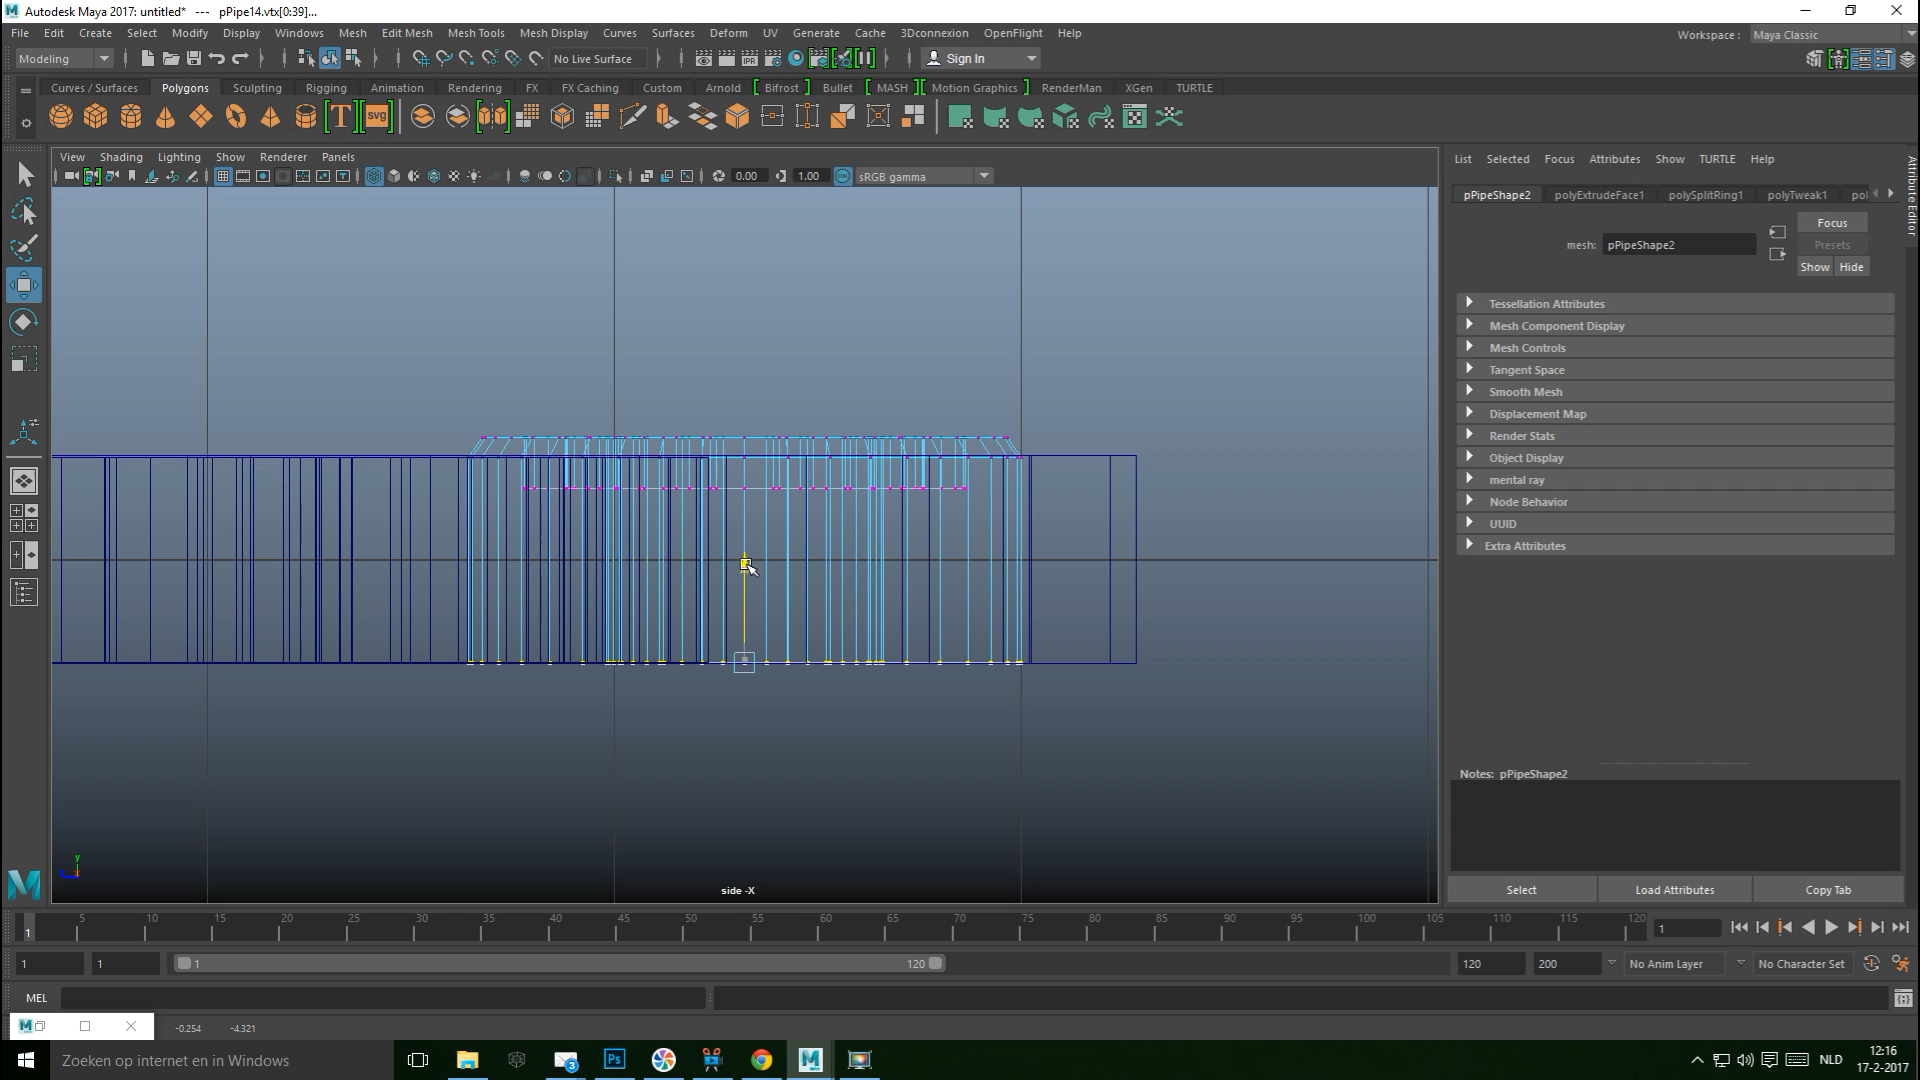 Autodesk Maya 2017: untitled*   ---   pPipe14.vtx[0:39]...
File Edit Create Select Modify Display Windows Mesh Edit Mesh Mesh Tools Mesh Display Curves Surfaces Deform UV Generate Cache 3Dconnexion OpenFlight Help
Workspace : Maya Classic
Modeling No Live Surface IPR Sign In
Curves / Surfaces Polygons Sculpting Rigging Animation Rendering FX FX Caching Custom Arnold Bifrost Bullet MASH Motion Graphics RenderMan XGen TURTLE
T svg
View Shading Lighting Show Renderer Panels
0.00 1.00 ON sRGB gamma
List Selected Focus Attributes Show TURTLE Help
pPipeShape2 polyExtrudeFace1 polySplitRing1 polyTweak1 pol
Focus
mesh: pPipeShape2 Presets
Show Hide
Tessellation Attributes
Mesh Component Display
Mesh Controls
Tangent Space
Smooth Mesh
Displacement Map
Render Stats
Object Display
mental ray
Node Behavior
UUID
Extra Attributes
Attribute Editor
Notes: pPipeShape2
Select Load Attributes Copy Tab
y
side -X
5 10 15 20 25 30 35 40 45 50 55 60 65 70 75 80 85 90 95 100 105 110 115 120
1 1
1 1 1 120 120 200 No Anim Layer No Character Set
MEL
M -0.254 -4.321
Zoeken op internet en in Windows 3 Ps M NLD 12:16
17-2-2017